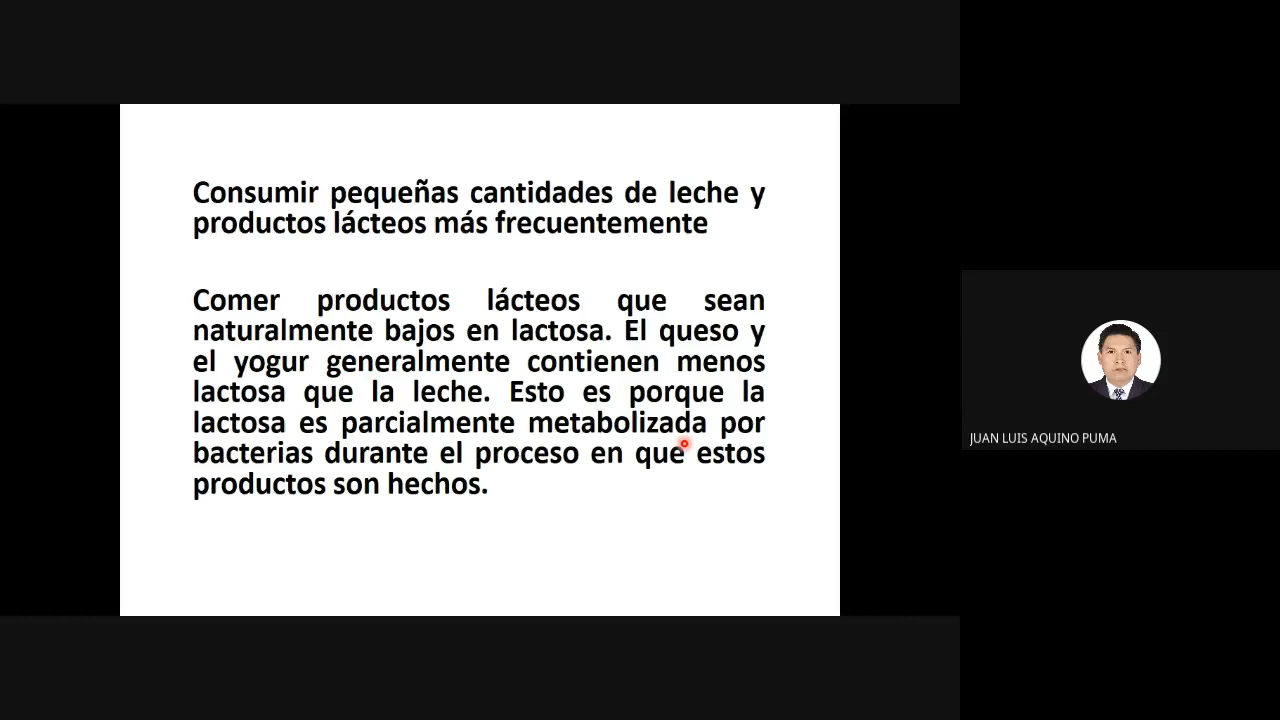 Consumir pequeñas cantidades de leche y
productos lácteos más frecuentemente
Comer productos lácteos que sean
naturalmente bajos en lactosa. El queso y
el yogur generalmente contienen menos
lactosa que la leche. Esto es porque la
lactosa es parcialmente metabolizada por
bacterias durante el proceso en que estos
productos son hechos.
JUAN LUIS AQUINO PUMA